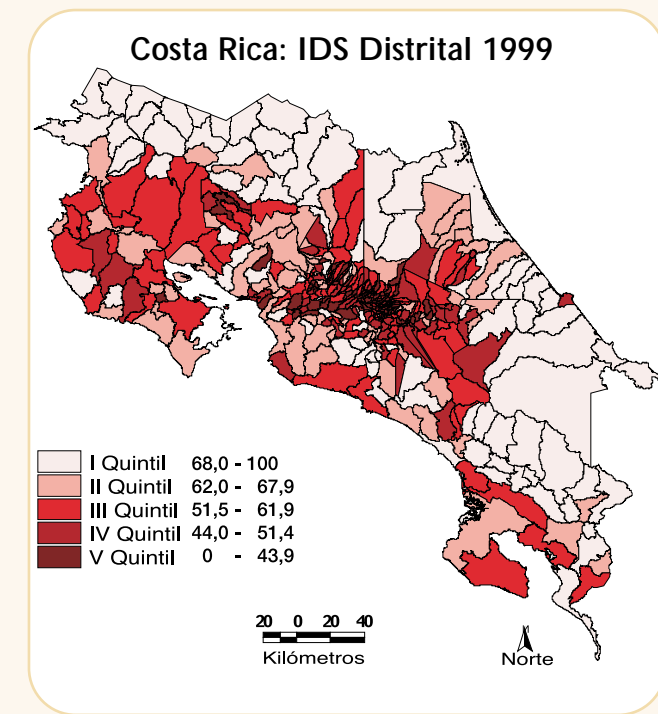 Costa Rica: IDS Distrital 1999
I Quintil 68,0 - 100
II Quintil 62,0 - 67,9
III Quintil 51,5 - 61,9
IV Quintil 44,0 - 51,4
V Quintil 0 - 43,9
20 0 20 40
Kilómetros
Norte